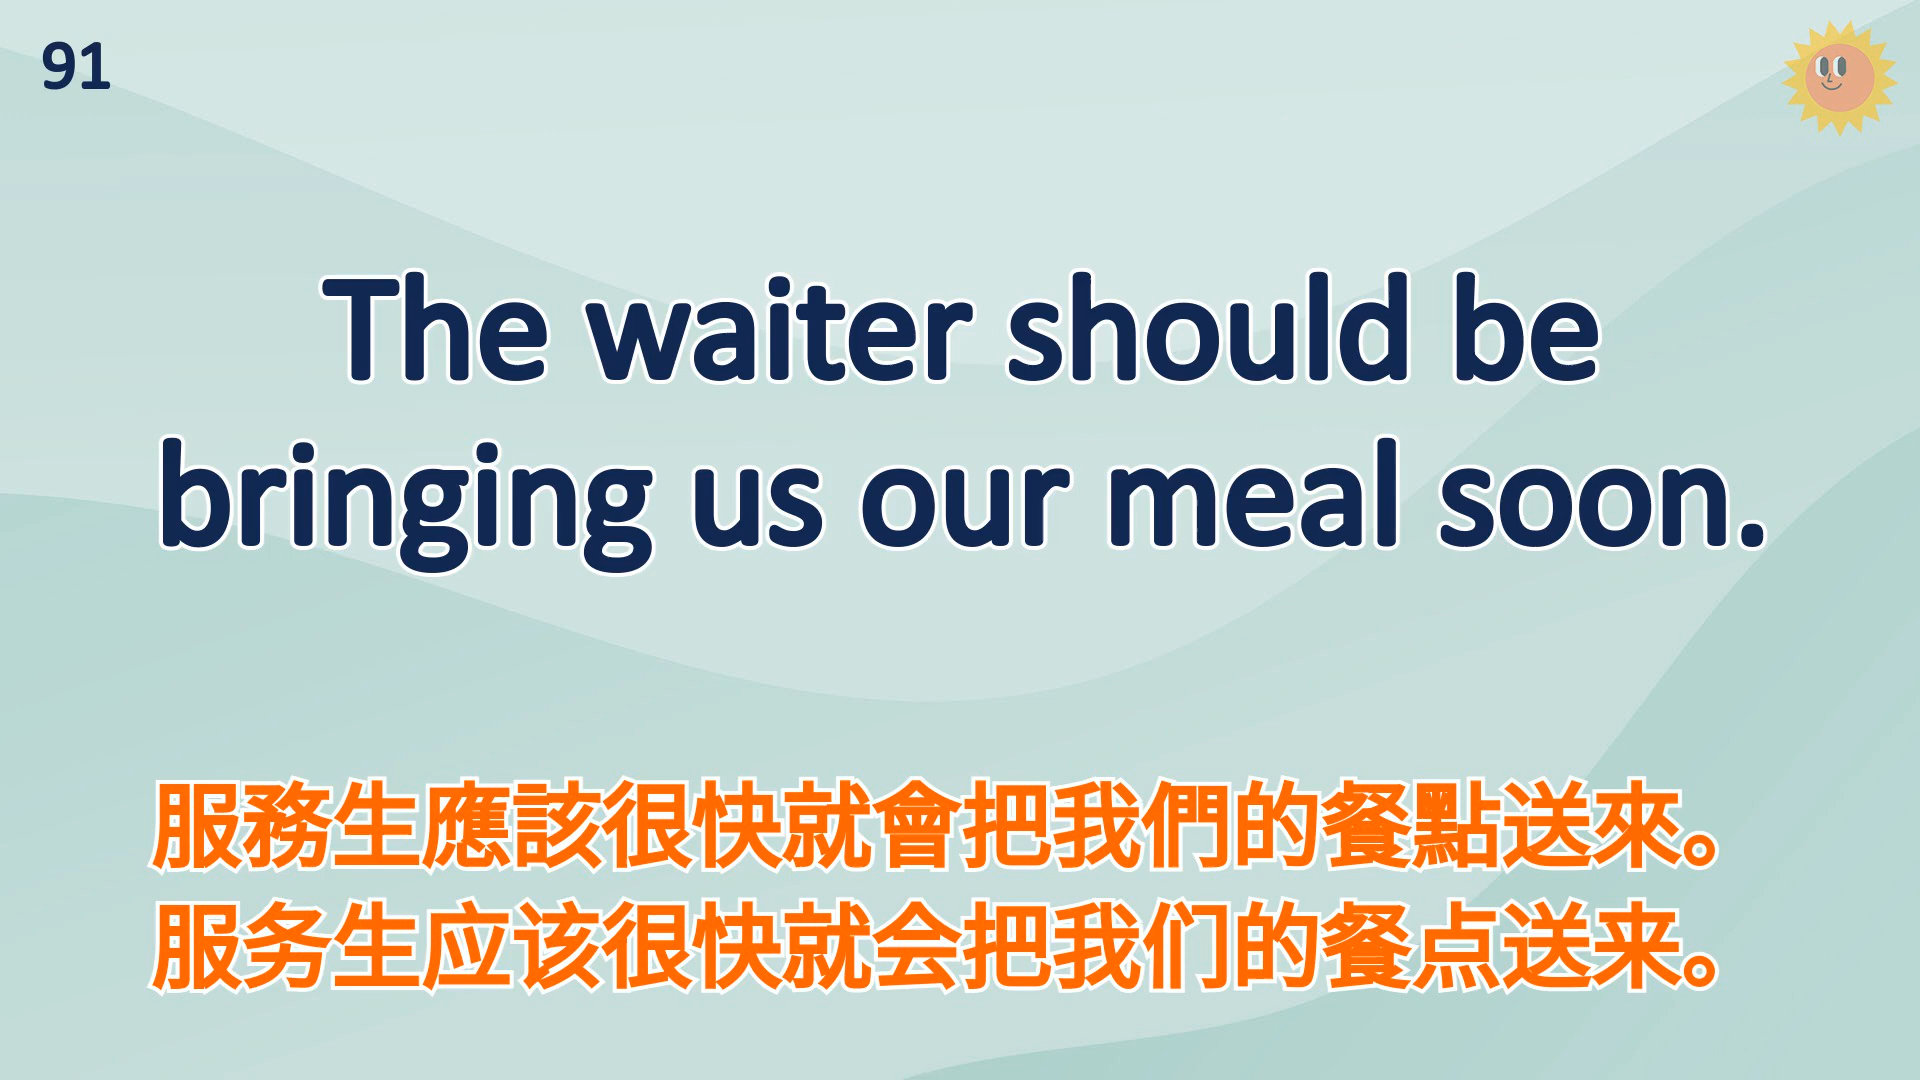 91
The waiter should be
bringing us our meal soon.
服務生應該很快就會把我們的餐點送來。
服务生应该很快就会把我们的餐点送来。